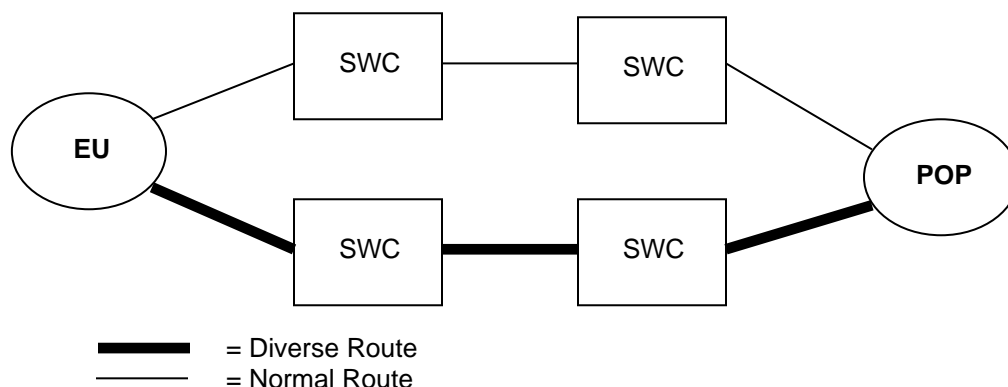 SWC
SWC
EU
POP
SWC
SWC
= Diverse Route
= Normal Route